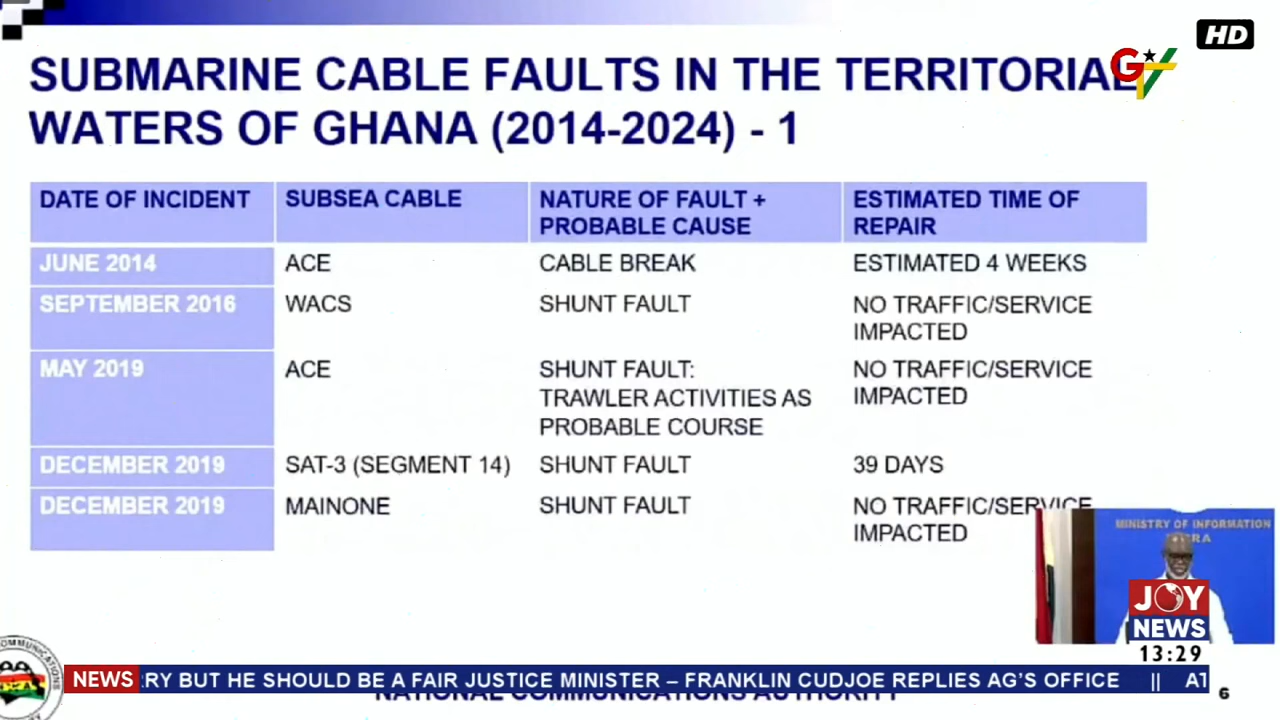 HD
SUBMARINE CABLE FAULTS IN THE TERRITORIAL
WATERS OF GHANA (2014-2024) - 1
DATE OF INCIDENT
SUBSEA CABLE
NATURE OF FAULT +
PROBABLE CAUSE
ESTIMATED TIME OF
REPAIR
JUNE 2014
ACE
CABLE BREAK
ESTIMATED 4 WEEKS
SEPTEMBER 2016
WACS
SHUNT FAULT
NO TRAFFIC/SERVICE
IMPACTED
MAY 2019
ACE
SHUNT FAULT:
TRAWLER ACTIVITIES AS
PROBABLE COURSE
NO TRAFFIC/SERVICE
IMPACTED
DECEMBER 2019
SAT-3 (SEGMENT 14)
SHUNT FAULT
39 DAYS
DECEMBER 2019
MAINONE
SHUNT FAULT
NO TRAFFIC/SERVICE
IMPACTED
MINISTRY OF INFORMATION
JOY
NEWS
13:29
NEWS
RY BUT HE SHOULD BE A FAIR JUSTICE MINISTER – FRANKLIN CUDJOE REPLIES AG'S OFFICE || AT
NATIONAL COMMUNICATIONS AUTHORITY
6